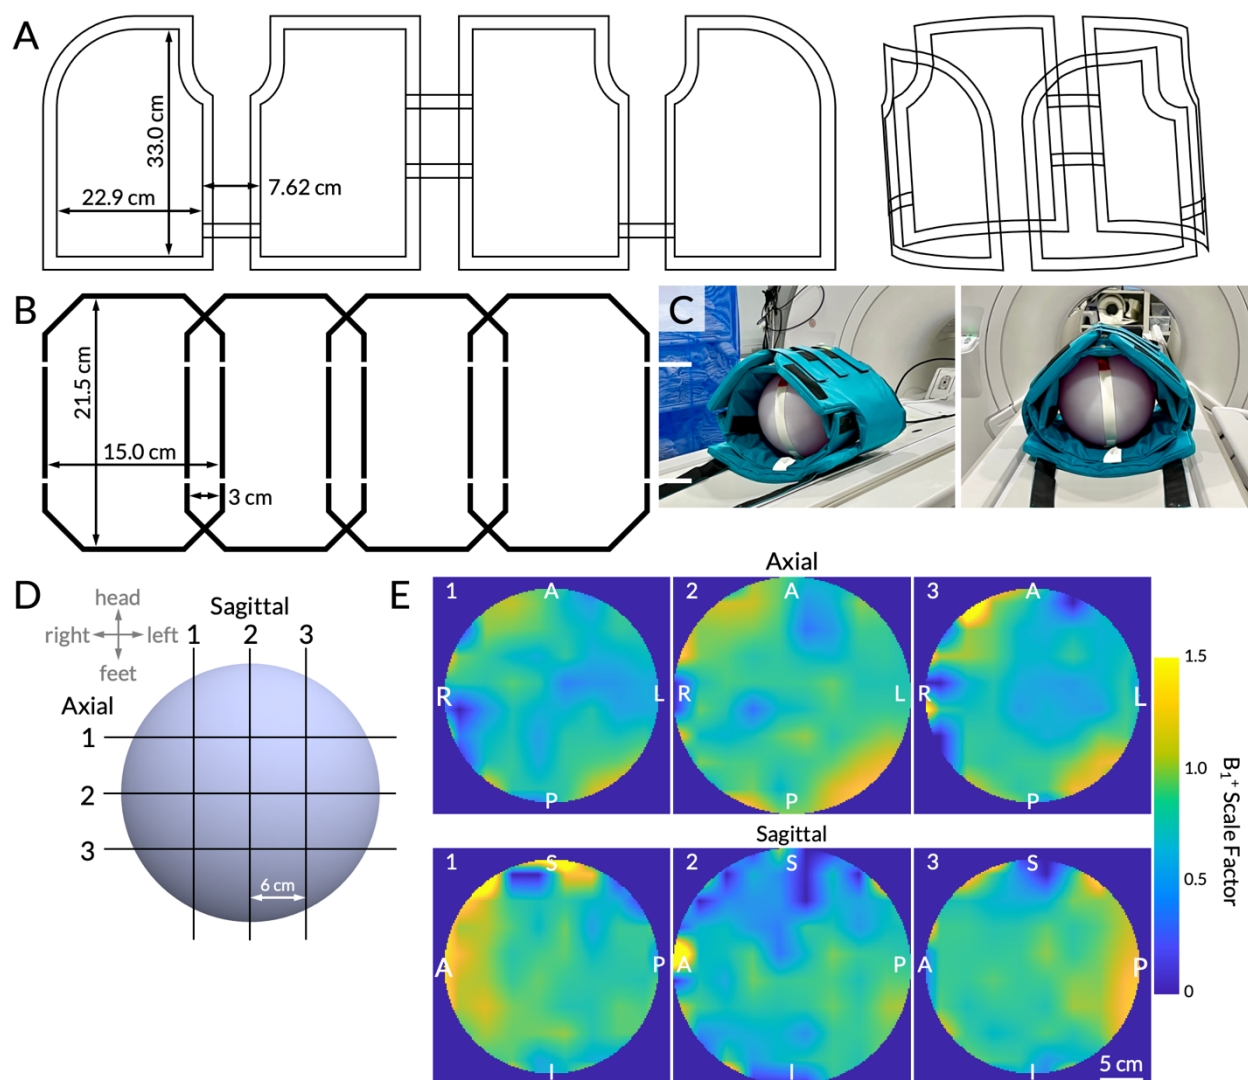 A
33.0 cm
22.9 cm
7.62 cm
B
21.5 cm
15.0 cm
3 cm
C
D
head
right left
feet
Sagittal
1 2 3
Axial
1
2
3
6 cm
E
Axial
1 A R L P
2 A R L P
3 A R L P
Sagittal
1 S A P I
2 S A P I
3 S A P I
5 cm
1.5
1.0
0.5
0
B₁⁺ Scale Factor